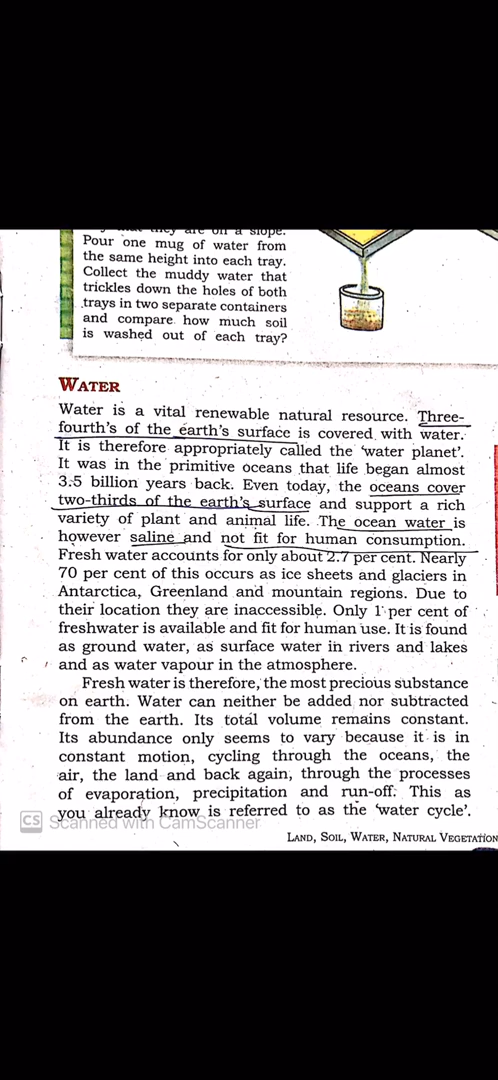 they are on a slope.
Pour one mug of water from
the same height into each tray.
Collect the muddy water that
trickles down the holes of both
trays in two separate containers
and compare how much soil
is washed out of each tray?
WATER
Water is a vital renewable natural resource. Three-
fourth's of the earth's surface is covered with water.
It is therefore appropriately called the 'water planet'.
It was in the primitive oceans that life began almost
3.5 billion years back. Even today, the oceans cover
two-thirds of the earth's surface and support a rich
variety of plant and animal life. The ocean water is
however saline and not fit for human consumption.
Fresh water accounts for only about 2.7 per cent. Nearly
70 per cent of this occurs as ice sheets and glaciers in
Antarctica, Greenland and mountain regions. Due to
their location they are inaccessible. Only 1 per cent of
freshwater is available and fit for human use. It is found
as ground water, as surface water in rivers and lakes
and as water vapour in the atmosphere.
Fresh water is therefore, the most precious substance
on earth. Water can neither be added nor subtracted
from the earth. Its total volume remains constant.
Its abundance only seems to vary because it is in
constant motion, cycling through the oceans, the
air, the land and back again, through the processes
of evaporation, precipitation and run-off. This as
you already know is referred to as the 'water cycle'.
CS Scanned with CamScanner
LAND, SOIL, WATER, NATURAL VEGETATION